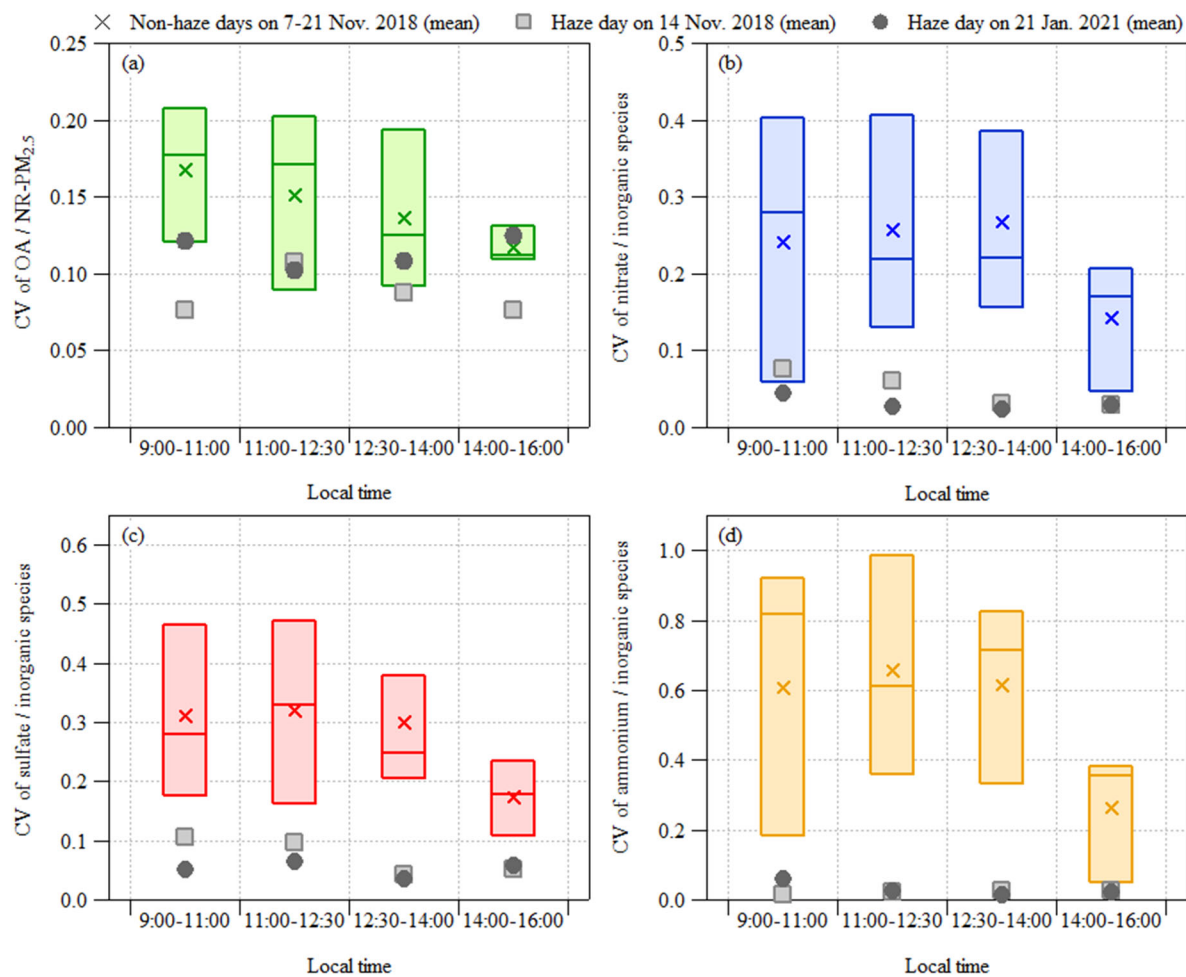 Non-haze days on 7-21 Nov. 2018 (mean) Haze day on 14 Nov. 2018 (mean) Haze day on 21 Jan. 2021 (mean)
(a)
CV of OA / NR-PM2.5
0.25
0.20
0.15
0.10
0.05
0.00
9:00-11:00 11:00-12:30 12:30-14:00 14:00-16:00
Local time
(b)
CV of nitrate / inorganic species
0.5
0.4
0.3
0.2
0.1
0.0
9:00-11:00 11:00-12:30 12:30-14:00 14:00-16:00
Local time
(c)
CV of sulfate / inorganic species
0.6
0.5
0.4
0.3
0.2
0.1
0.0
9:00-11:00 11:00-12:30 12:30-14:00 14:00-16:00
Local time
(d)
CV of ammonium / inorganic species
1.0
0.8
0.6
0.4
0.2
0.0
9:00-11:00 11:00-12:30 12:30-14:00 14:00-16:00
Local time